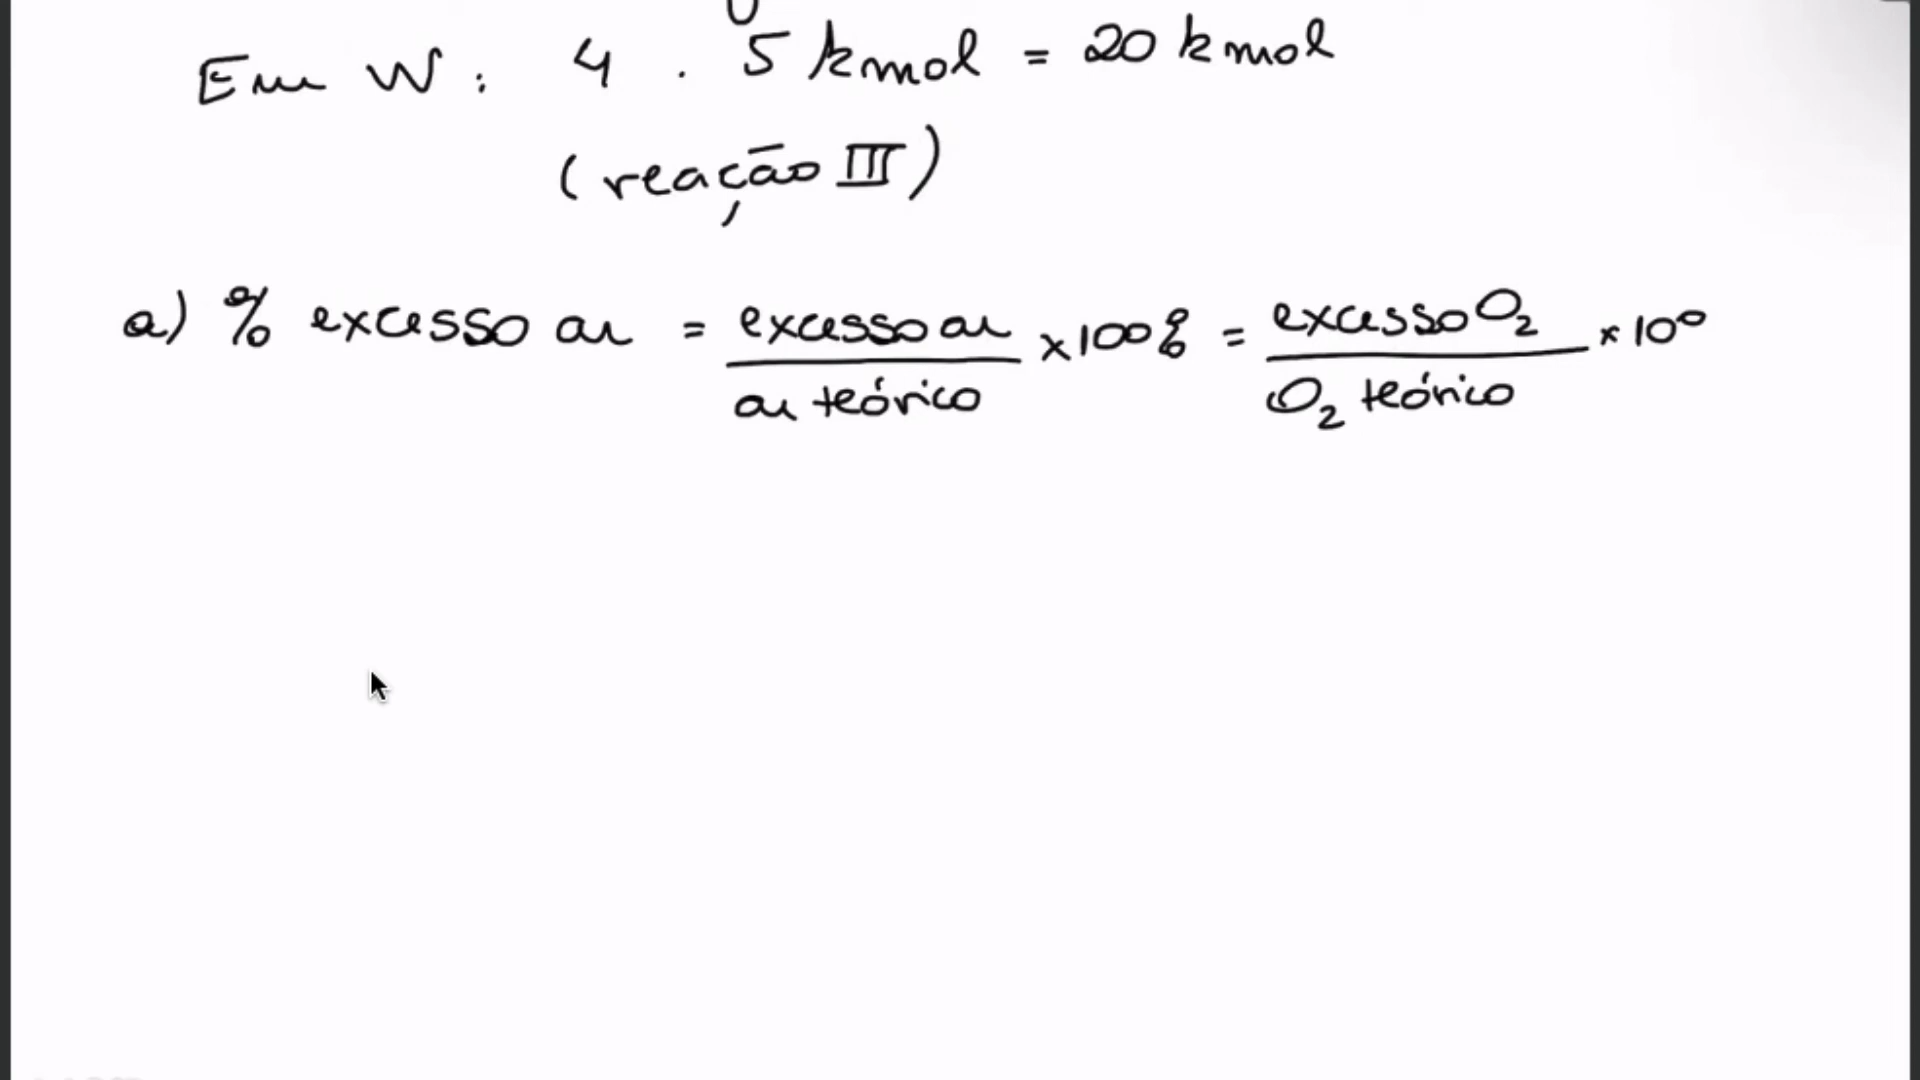 Em W : 4 . 5 kmol = 20 kmol
(reação III)
a) % excesso ar = excesso ar / ar teórico x100% = excesso O₂ / O₂ teórico x 100